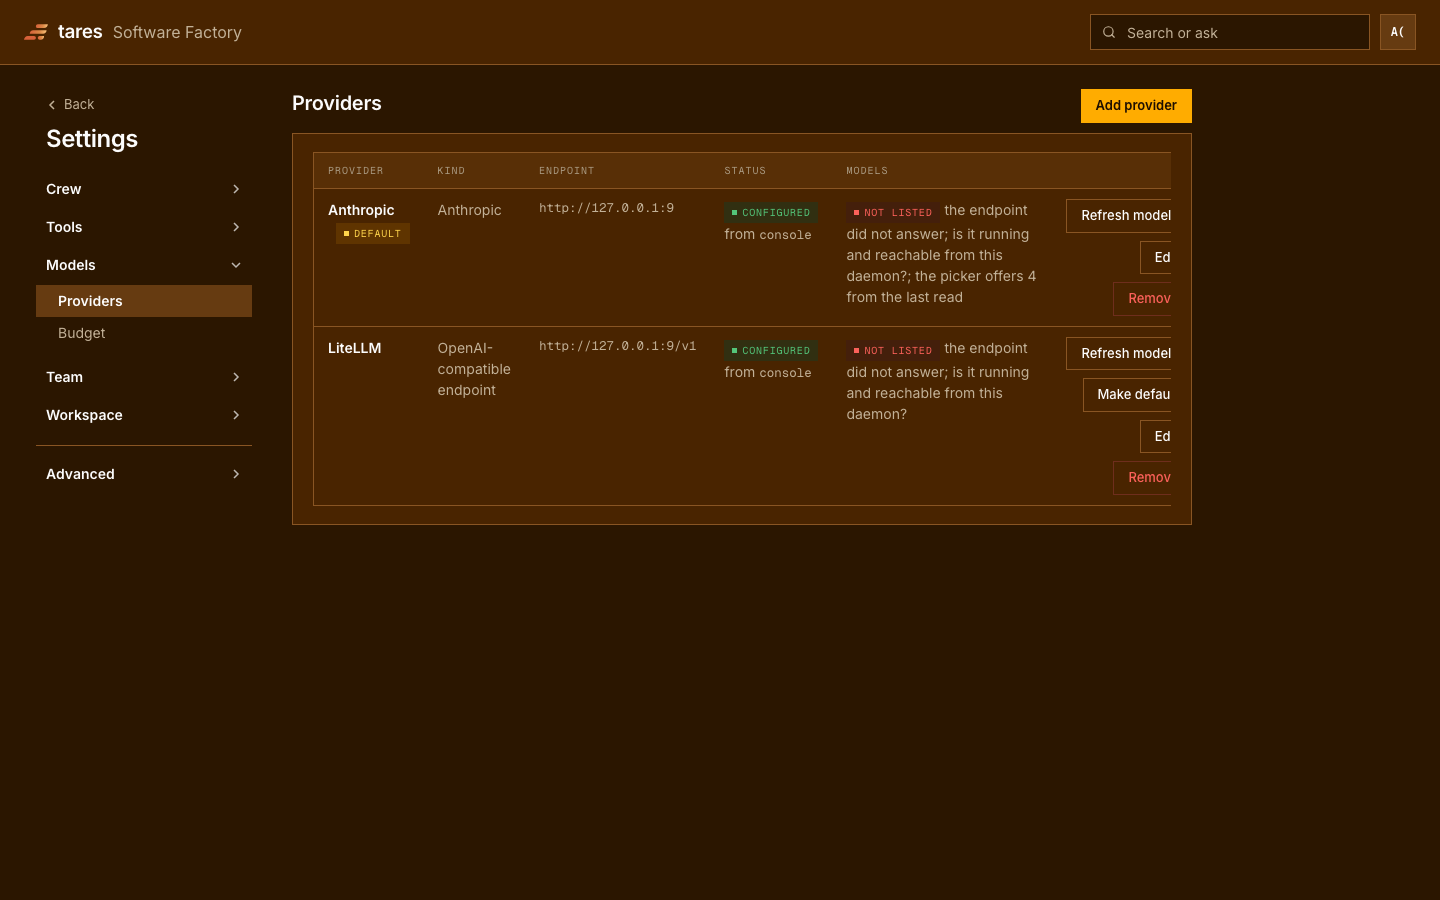 tares Software Factory
Search or ask
A(
Back
Settings
Crew
Tools
Models
Providers
Budget
Team
Workspace
Advanced
Providers
Add provider
PROVIDER KIND ENDPOINT STATUS MODELS
Anthropic
DEFAULT
Anthropic
http://127.0.0.1:9
CONFIGURED
from console
NOT LISTED the endpoint
did not answer; is it running
and reachable from this
daemon?; the picker offers 4
from the last read
Refresh model
Ed
Remov
LiteLLM
OpenAI-
compatible
endpoint
http://127.0.0.1:9/v1
CONFIGURED
from console
NOT LISTED the endpoint
did not answer; is it running
and reachable from this
daemon?
Refresh model
Make defau
Ed
Remov